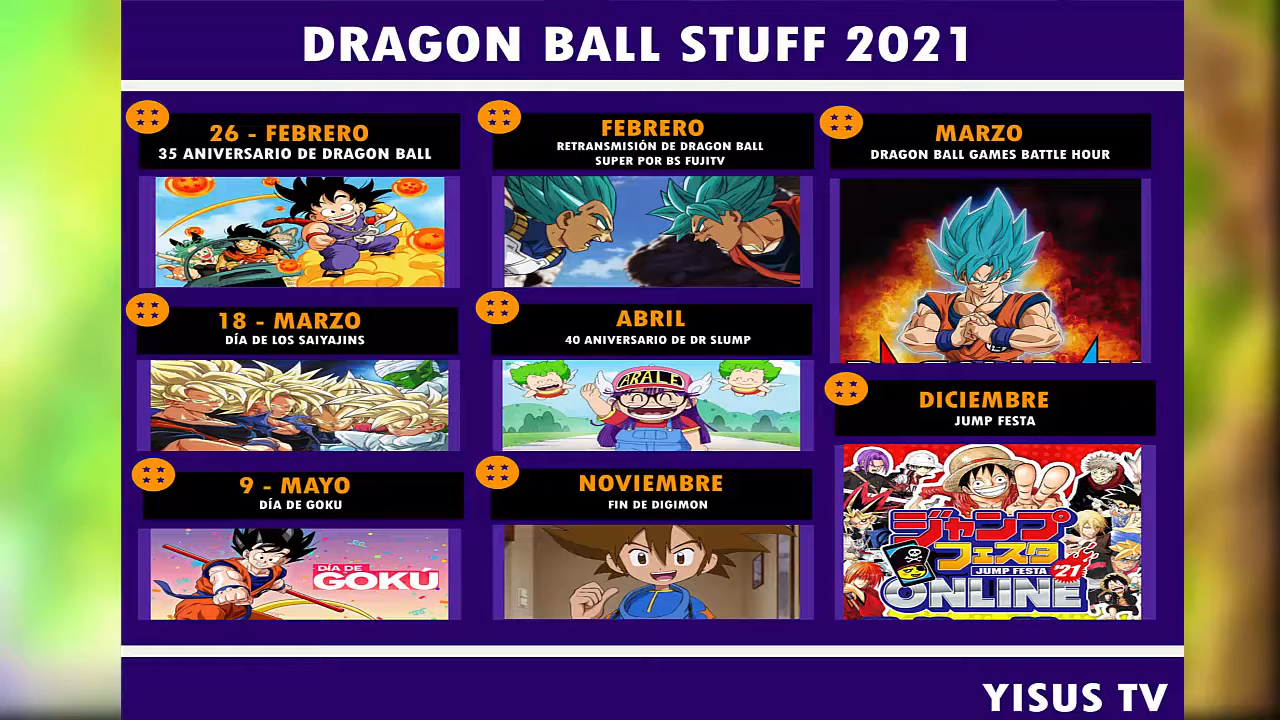 DRAGON BALL STUFF 2021
26 - FEBRERO
35 ANIVERSARIO DE DRAGON BALL
FEBRERO
RETRANSMISIÓN DE DRAGON BALL
SUPER POR BS FUJITV
MARZO
DRAGON BALL GAMES BATTLE HOUR
18 - MARZO
DÍA DE LOS SAIYAJINS
ABRIL
40 ANIVERSARIO DE DR SLUMP
ARALE
DICIEMBRE
JUMP FESTA
9 - MAYO
DÍA DE GOKU
DÍA DE
GOKÚ
NOVIEMBRE
FIN DE DIGIMON
ジャンプ
フェスタ
JUMP FESTA '21
ONLINE
YISUS TV